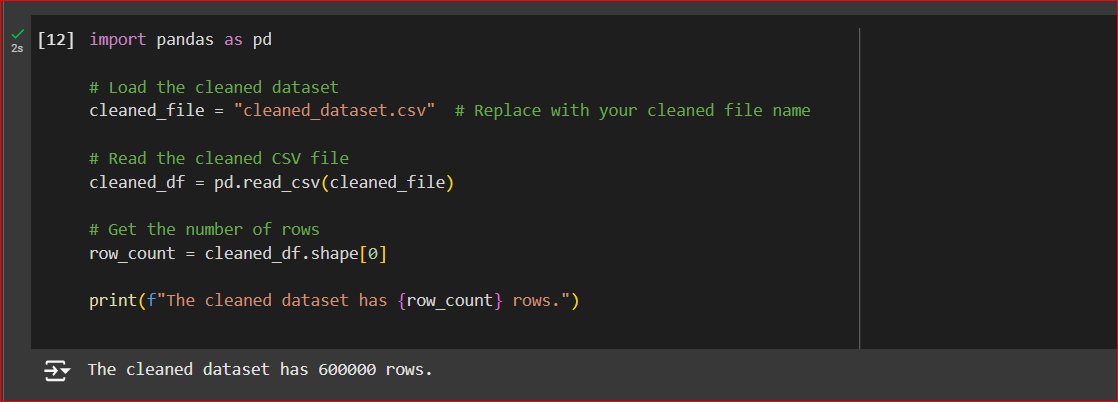 [12] import pandas as pd
# Load the cleaned dataset
cleaned_file = "cleaned_dataset.csv"  # Replace with your cleaned file name
# Read the cleaned CSV file
cleaned_df = pd.read_csv(cleaned_file)
# Get the number of rows
row_count = cleaned_df.shape[0]
print(f"The cleaned dataset has {row_count} rows.")
2s
The cleaned dataset has 600000 rows.